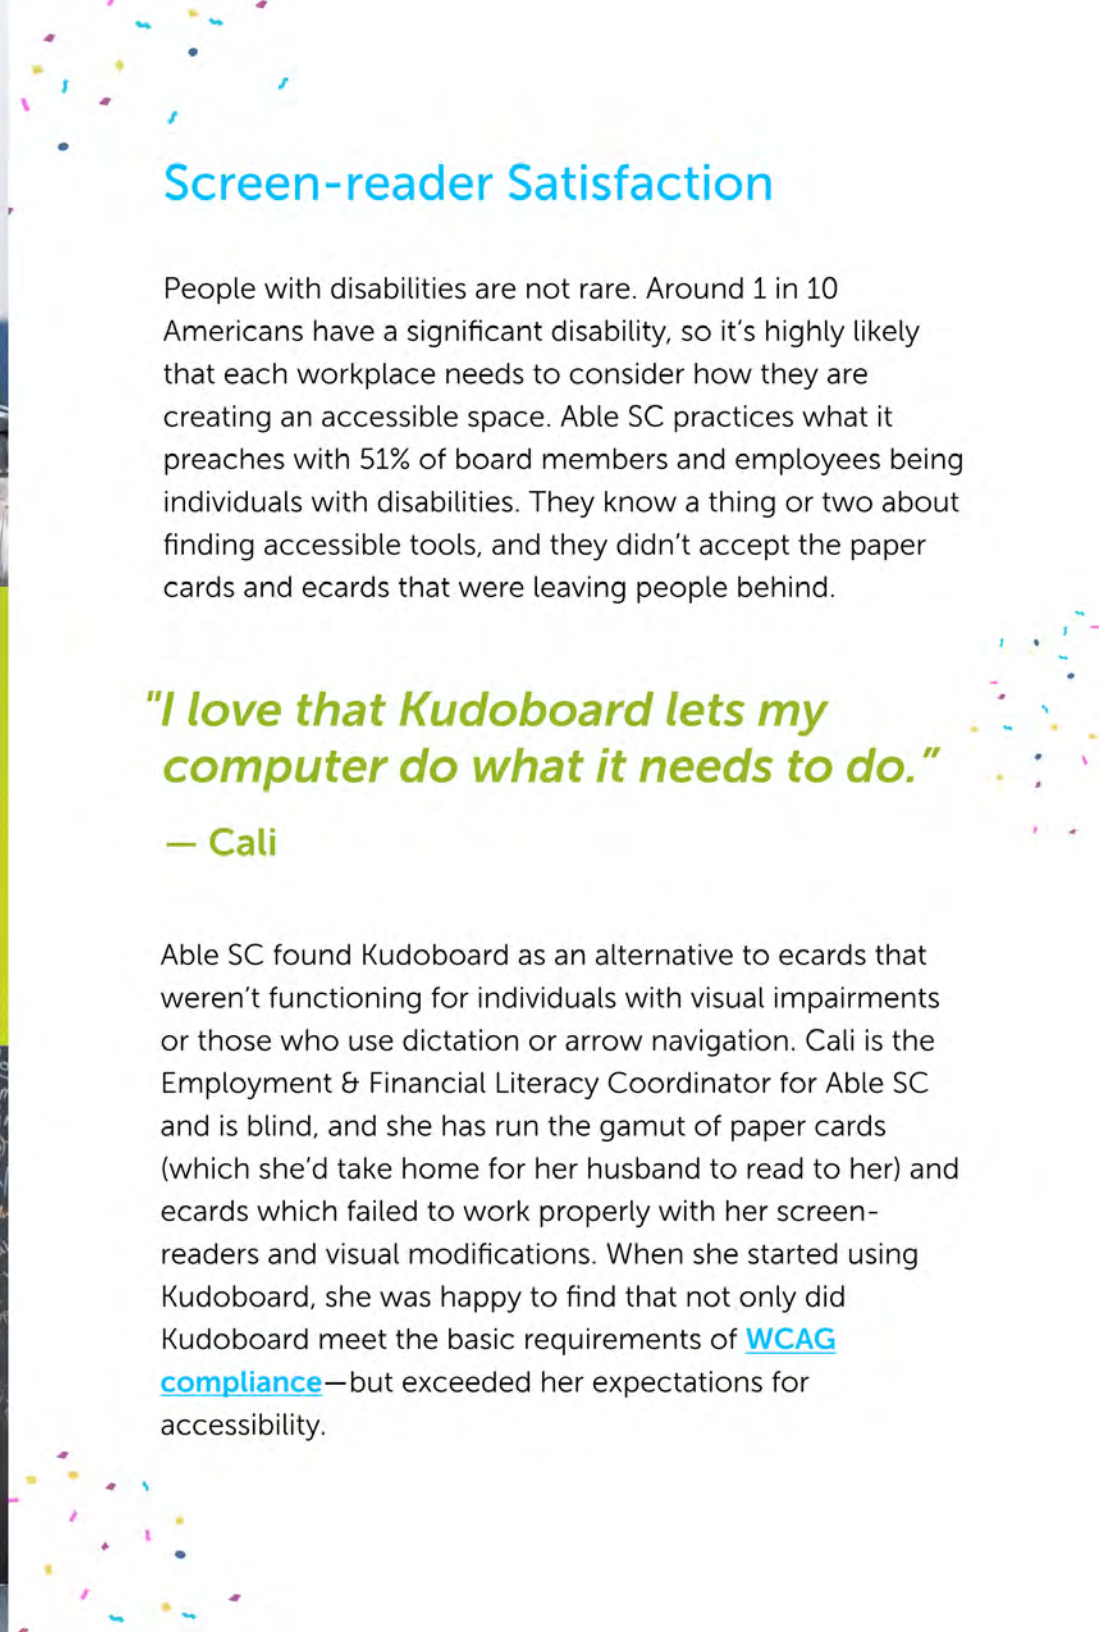 Screen-reader Satisfaction
People with disabilities are not rare. Around 1 in 10
Americans have a significant disability, so it’s highly likely
that each workplace needs to consider how they are
creating an accessible space. Able SC practices what it
preaches with 51% of board members and employees being
individuals with disabilities. They know a thing or two about
finding accessible tools, and they didn’t accept the paper
cards and ecards that were leaving people behind.
"I love that Kudoboard lets my
computer do what it needs to do.”
— Cali
Able SC found Kudoboard as an alternative to ecards that
weren’t functioning for individuals with visual impairments
or those who use dictation or arrow navigation. Cali is the
Employment & Financial Literacy Coordinator for Able SC
and is blind, and she has run the gamut of paper cards
(which she’d take home for her husband to read to her) and
ecards which failed to work properly with her screen-
readers and visual modifications. When she started using
Kudoboard, she was happy to find that not only did
Kudoboard meet the basic requirements of WCAG
compliance—but exceeded her expectations for
accessibility.